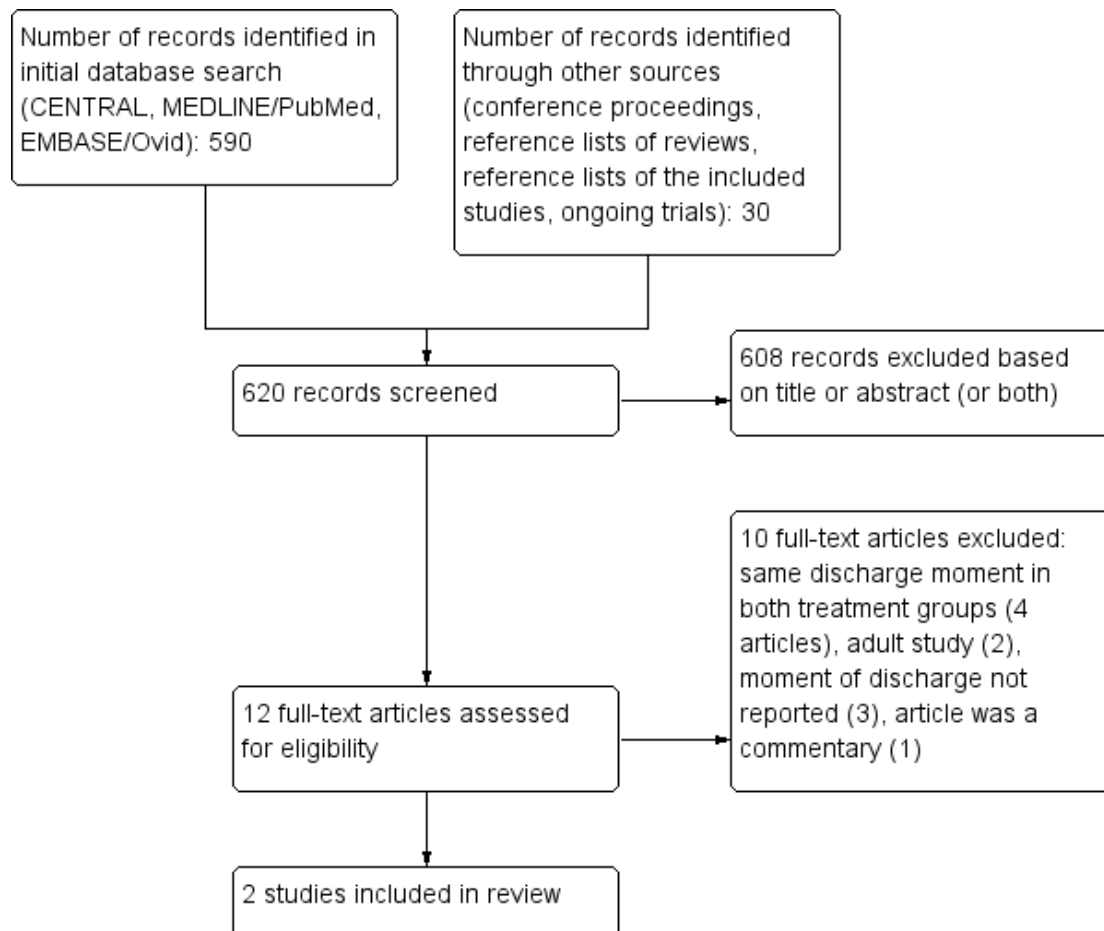 Number of records identified in
initial database search
(CENTRAL, MEDLINE/PubMed,
EMBASE/Ovid): 590
Number of records identified
through other sources
(conference proceedings,
reference lists of reviews,
reference lists of the included
studies, ongoing trials): 30
620 records screened
608 records excluded based
on title or abstract (or both)
12 full-text articles assessed
for eligibility
10 full-text articles excluded:
same discharge moment in
both treatment groups (4
articles), adult study (2),
moment of discharge not
reported (3), article was a
commentary (1)
2 studies included in review